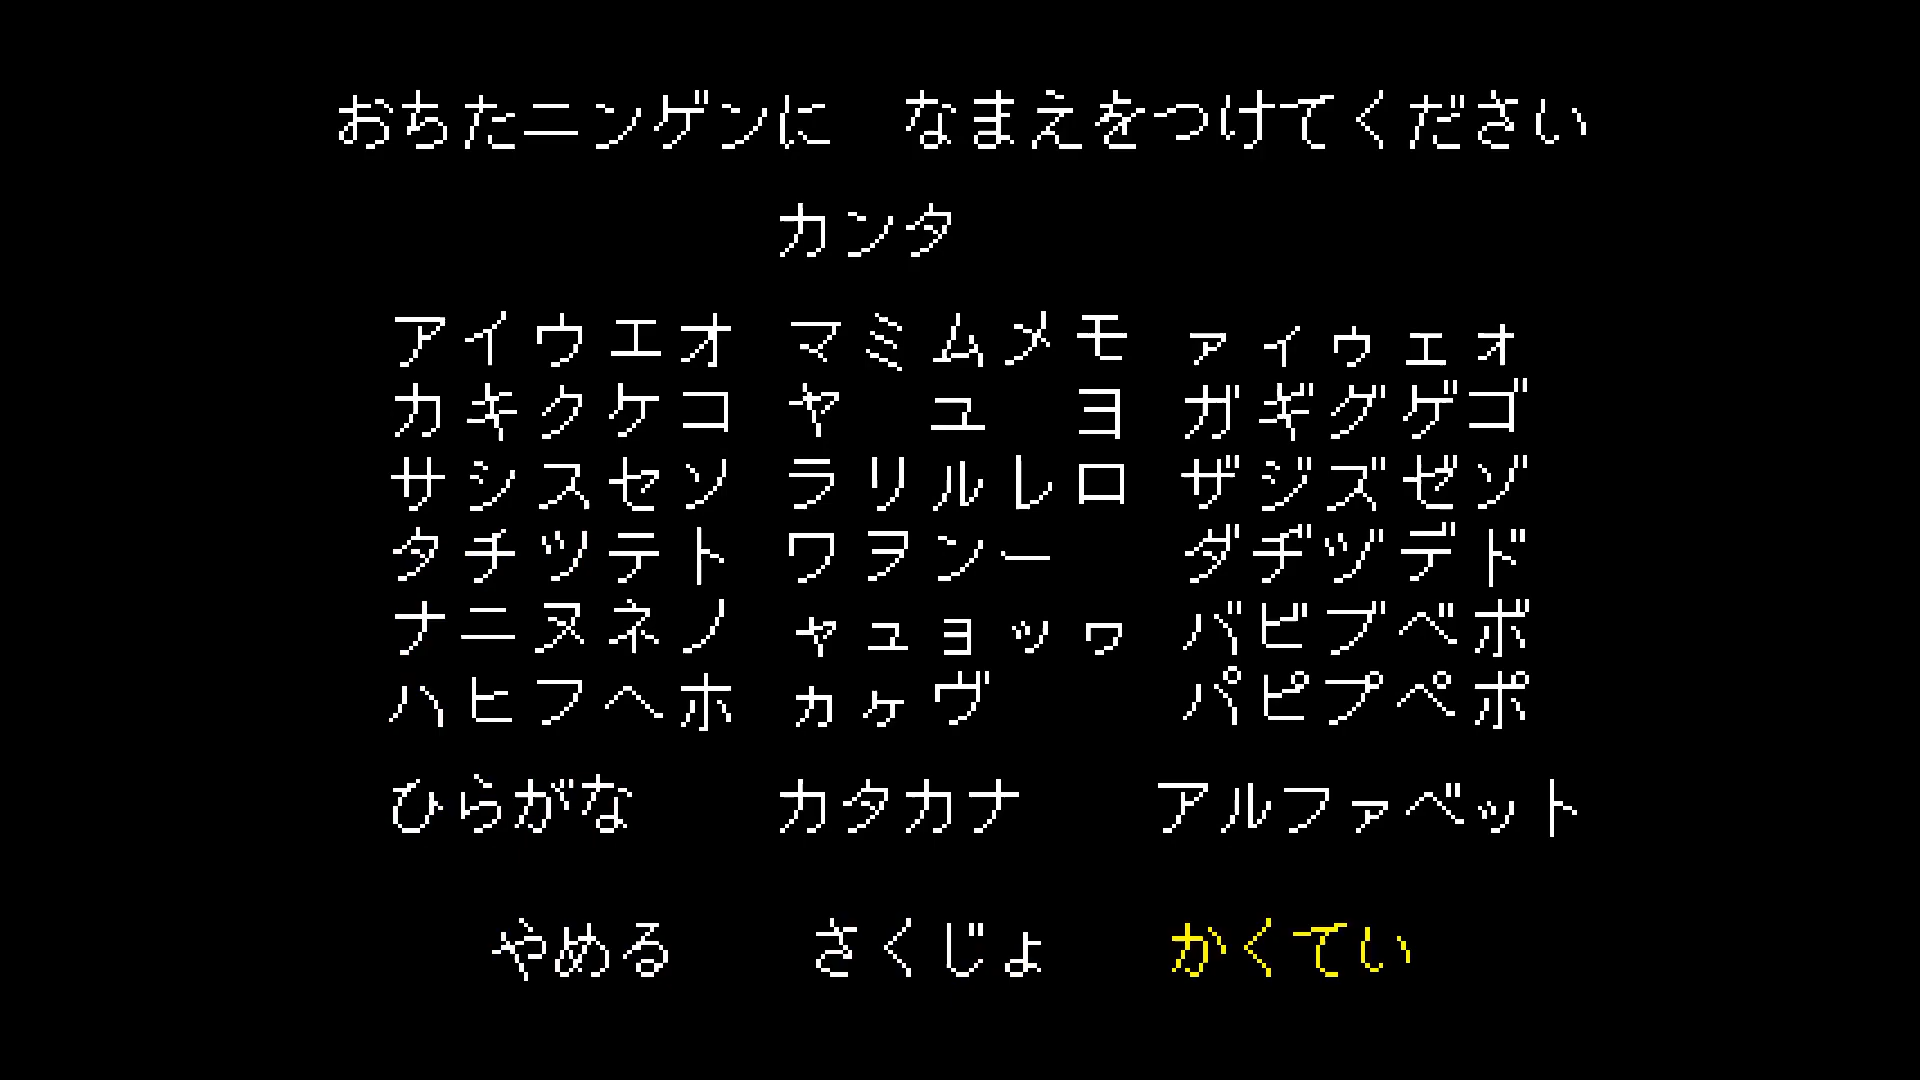 おちたニンゲンに　なまえをつけてください
カンタ
アイウエオ マミムメモ ァィゥェォ
カキクケコ ヤ ユ ヨ ガギグゲゴ
サシスセソ ラリルレロ ザジズゼゾ
タチツテト ワヲンー ダヂヅデド
ナニヌネノ ャュョッヮ バビブベボ
ハヒフヘホ ヵヶヴ パピプペポ
ひらがな カタカナ アルファベット
やめる さくじょ かくてい